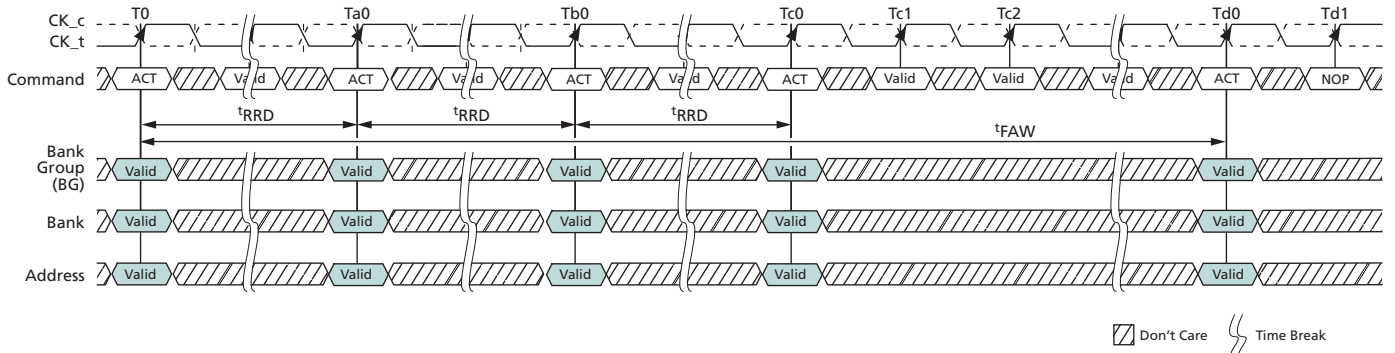 T0 Ta0 Tb0 Tc0 Tc1 Tc2 Td0 Td1
CK_c
CK_t
Command ACT Valid ACT Valid ACT Valid ACT Valid Valid Valid ACT NOP
tRRD tRRD tRRD
tFAW
Bank
Group
(BG)
Valid Valid Valid Valid Valid
Bank Valid Valid Valid Valid Valid
Address Valid Valid Valid Valid Valid
Don't Care Time Break